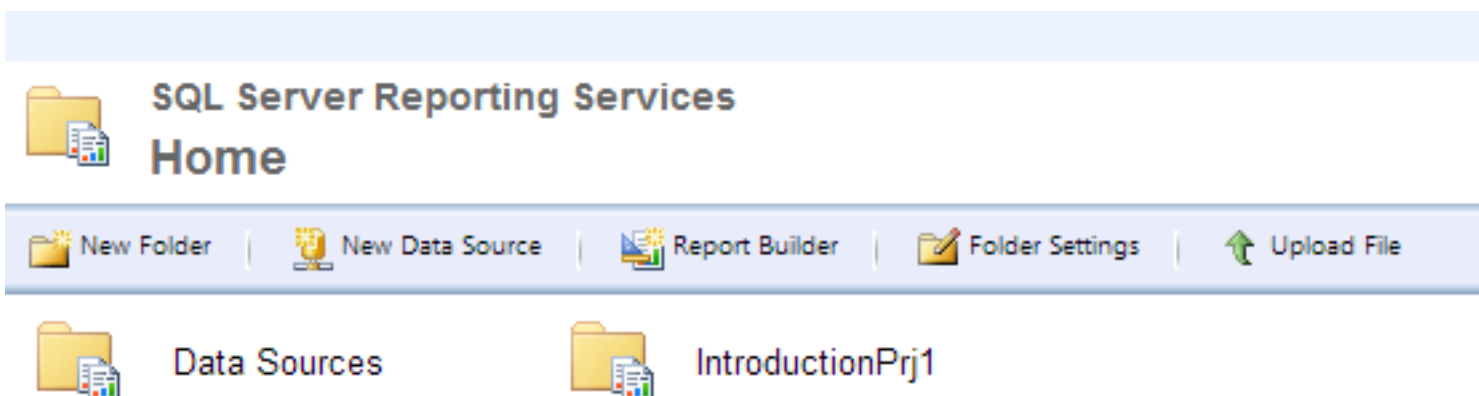 SQL Server Reporting Services
Home
New Folder | New Data Source | Report Builder | Folder Settings | Upload File
Data Sources IntroductionPrj1